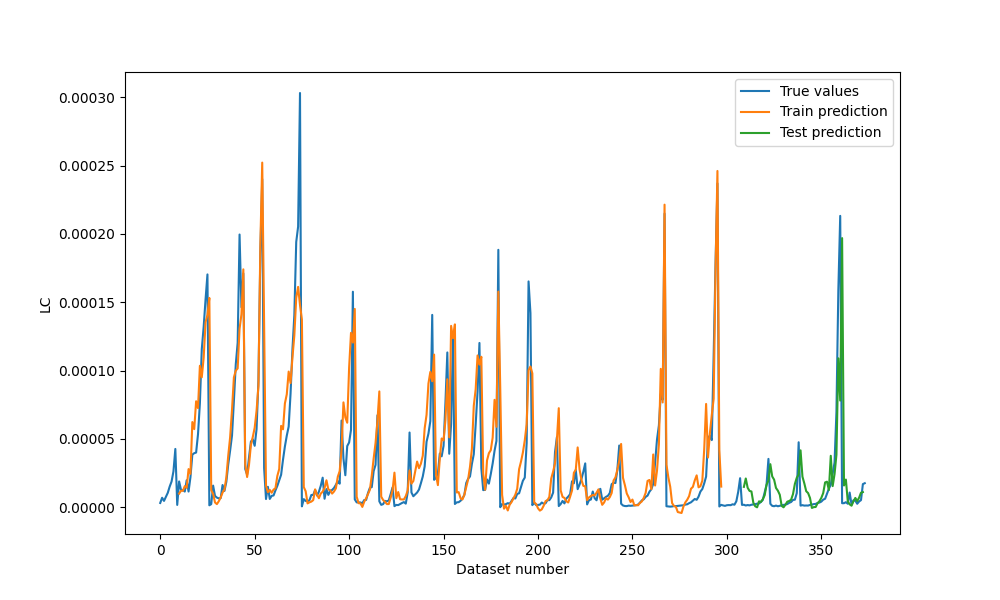 True values
Train prediction
Test prediction
0.00030
0.00025
0.00020
0.00015
0.00010
0.00005
0.00000
LC
0 50 100 150 200 250 300 350
Dataset number